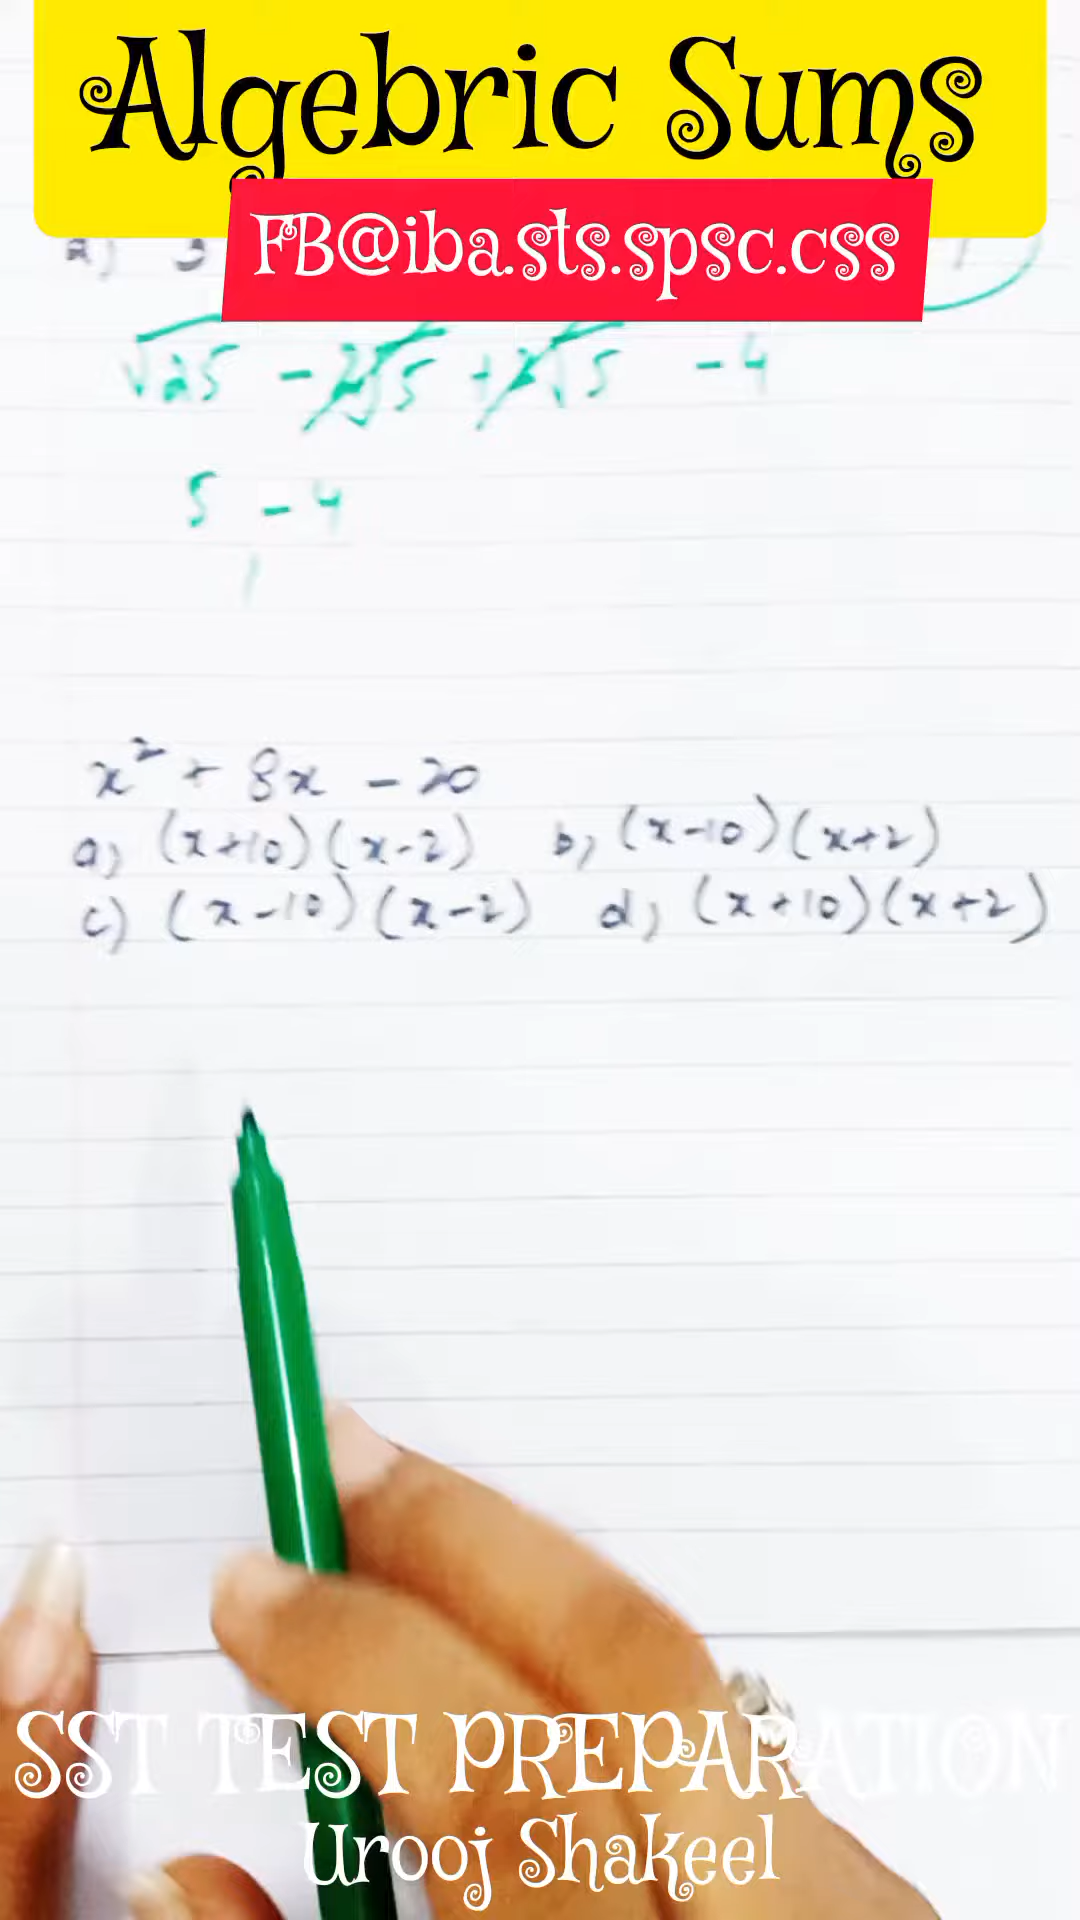 Algebric Sums
FB@iba.sts.spsc.css
a) 3
√25 - 2√5 + 2√5 - 4
5 - 4
1
x² + 8x - 20
a) (x+10)(x-2) b) (x-10)(x+2)
c) (x-10)(x-2) d) (x+10)(x+2)
SST TEST PREPARATION
Urooj Shakeel